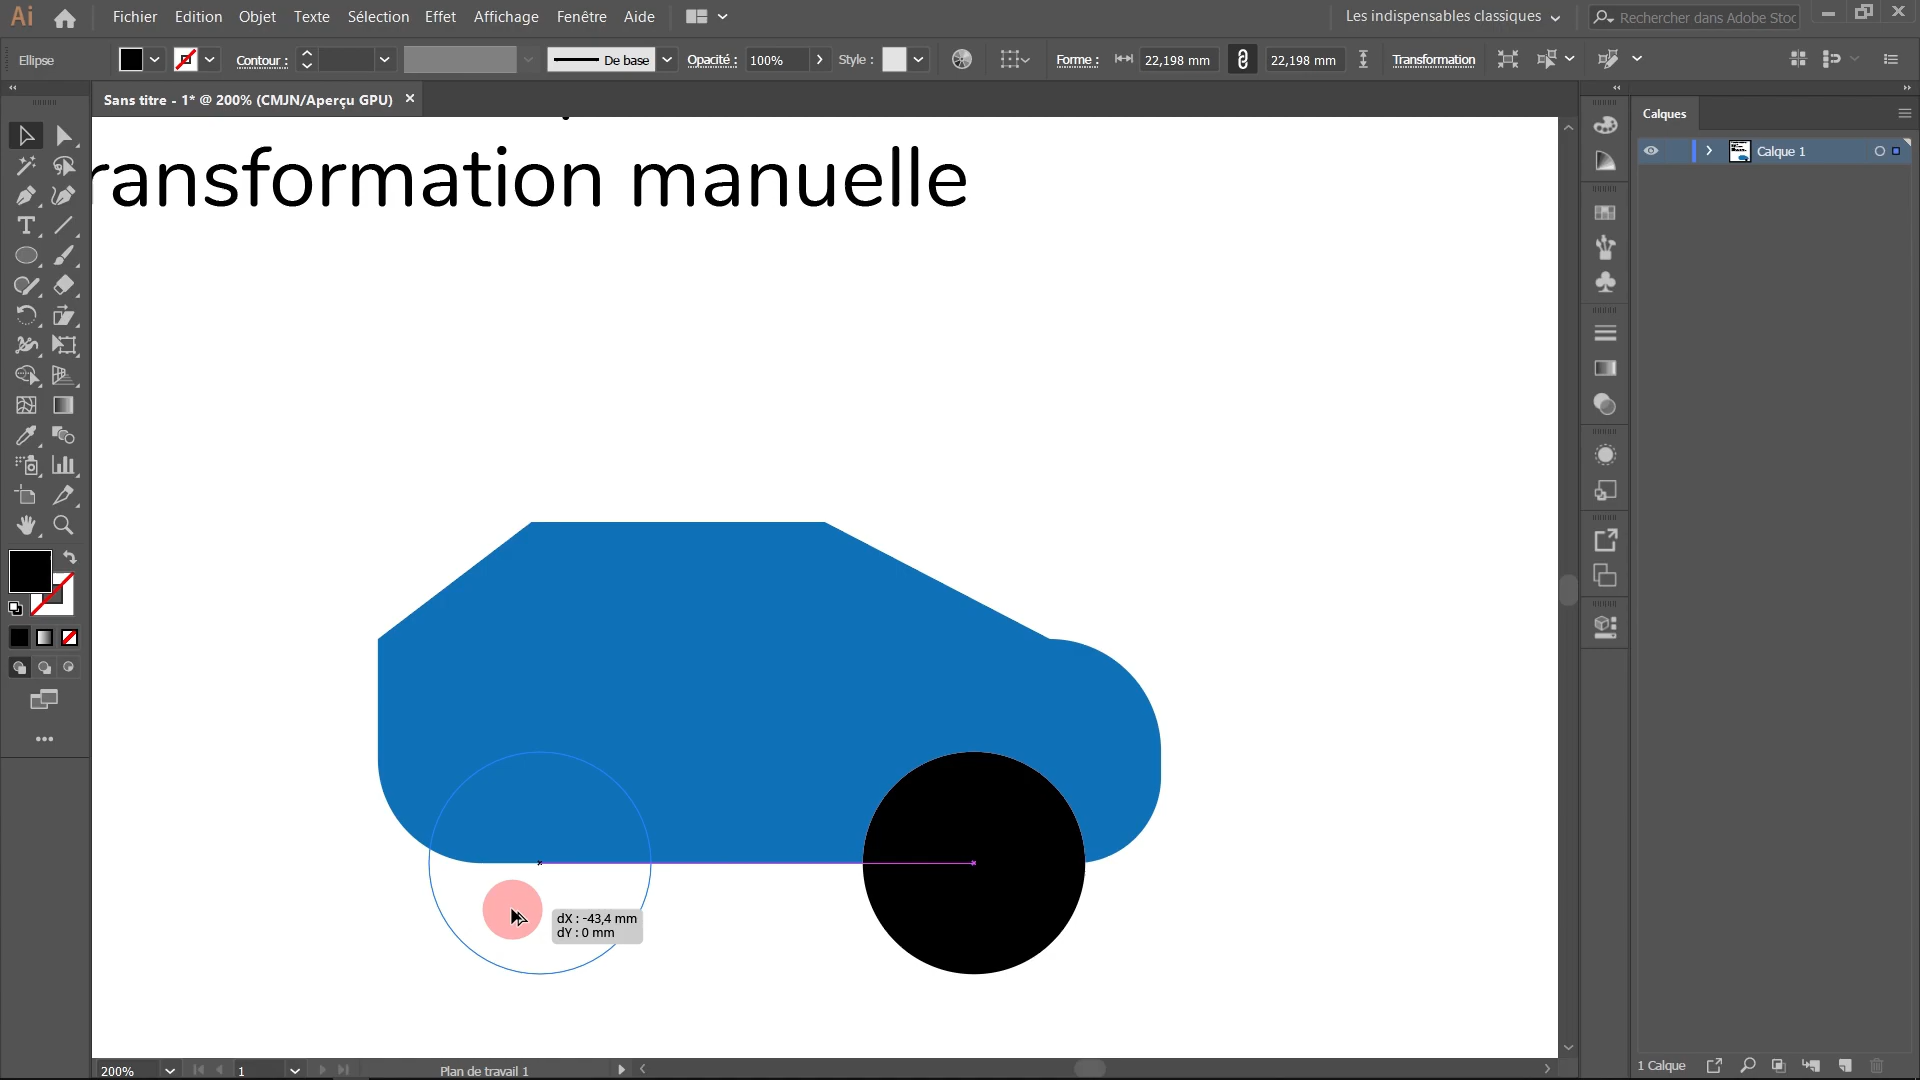 Ai
Fichier Edition Objet Texte Sélection Effet Affichage Fenêtre Aide
Les indispensables classiques
Rechercher dans Adobe Stoc
Ellipse
Contour :
De base
Opacité : 100%
Style :
Forme : 22,198 mm 22,198 mm
Transformation
Sans titre - 1* @ 200% (CMJN/Aperçu GPU)
Calques
Calque 1
ransformation manuelle
dX : -43,4 mm
dY : 0 mm
200%
1
Plan de travail 1
1 Calque